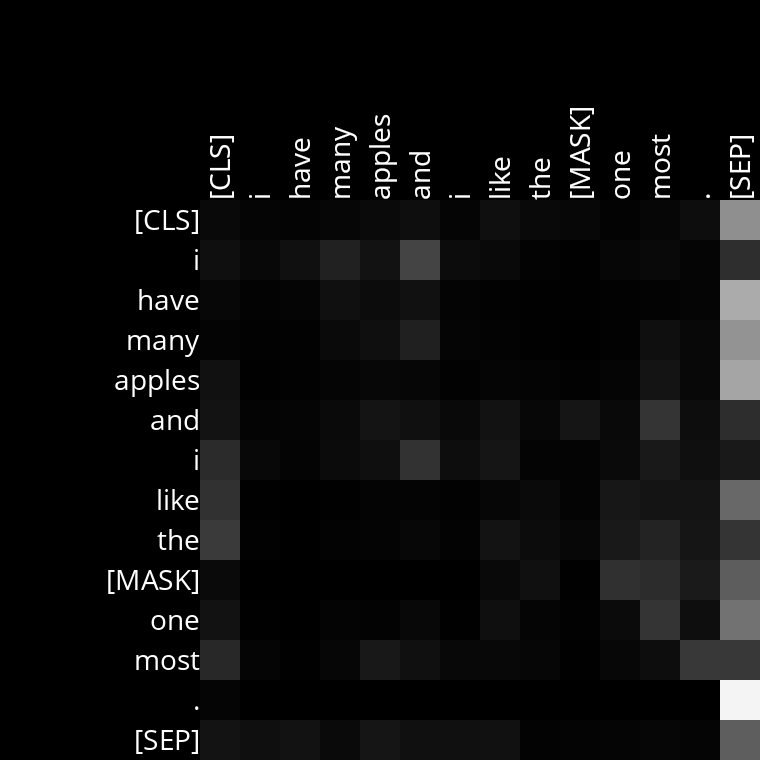 [CLS] i have many apples and i like the [MASK] one most . [SEP]
[CLS]
i
have
many
apples
and
i
like
the
[MASK]
one
most
.
[SEP]